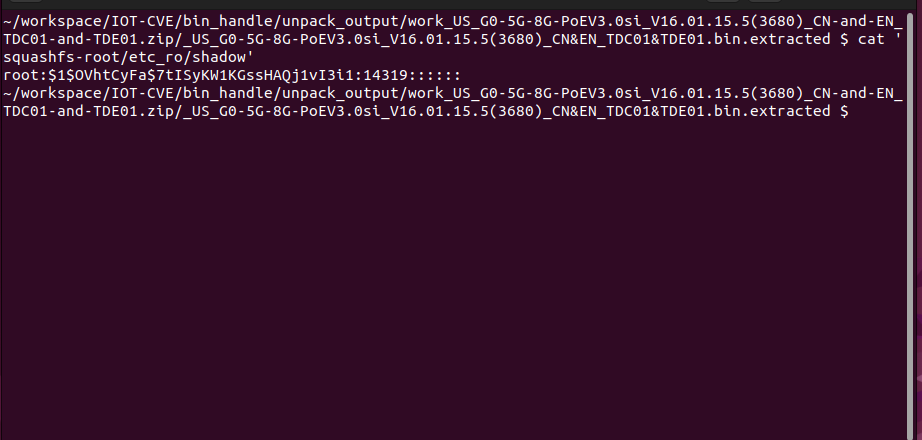 ~/workspace/IOT-CVE/bin_handle/unpack_output/work_US_G0-5G-8G-PoEV3.0si_V16.01.15.5(3680)_CN-and-EN_
TDC01-and-TDE01.zip/_US_G0-5G-8G-PoEV3.0si_V16.01.15.5(3680)_CN&EN_TDC01&TDE01.bin.extracted $ cat '
squashfs-root/etc_ro/shadow'
root:$1$OVhtCyFa$7tISyKW1KGssHAQj1vI3i1:14319::::::
~/workspace/IOT-CVE/bin_handle/unpack_output/work_US_G0-5G-8G-PoEV3.0si_V16.01.15.5(3680)_CN-and-EN_
TDC01-and-TDE01.zip/_US_G0-5G-8G-PoEV3.0si_V16.01.15.5(3680)_CN&EN_TDC01&TDE01.bin.extracted $